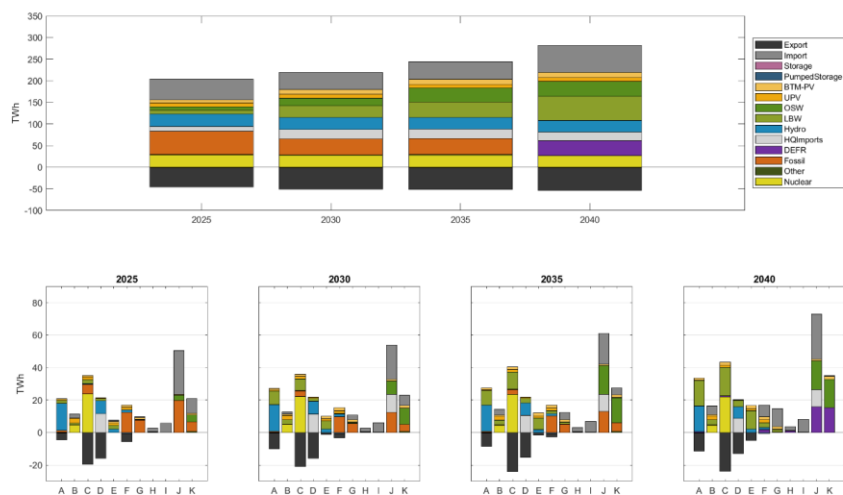 350
300
250
200
150
100
50
0
-50
-100
TWh
2025 2030 2035 2040
Export
Import
Storage
PumpedStorage
BTM-PV
UPV
OSW
LBW
Hydro
HQImports
DEFR
Fossil
Other
Nuclear
2025 2030 2035 2040
80
60
40
20
0
-20
TWh
A B C D E F G H I J K
A B C D E F G H I J K
A B C D E F G H I J K
A B C D E F G H I J K